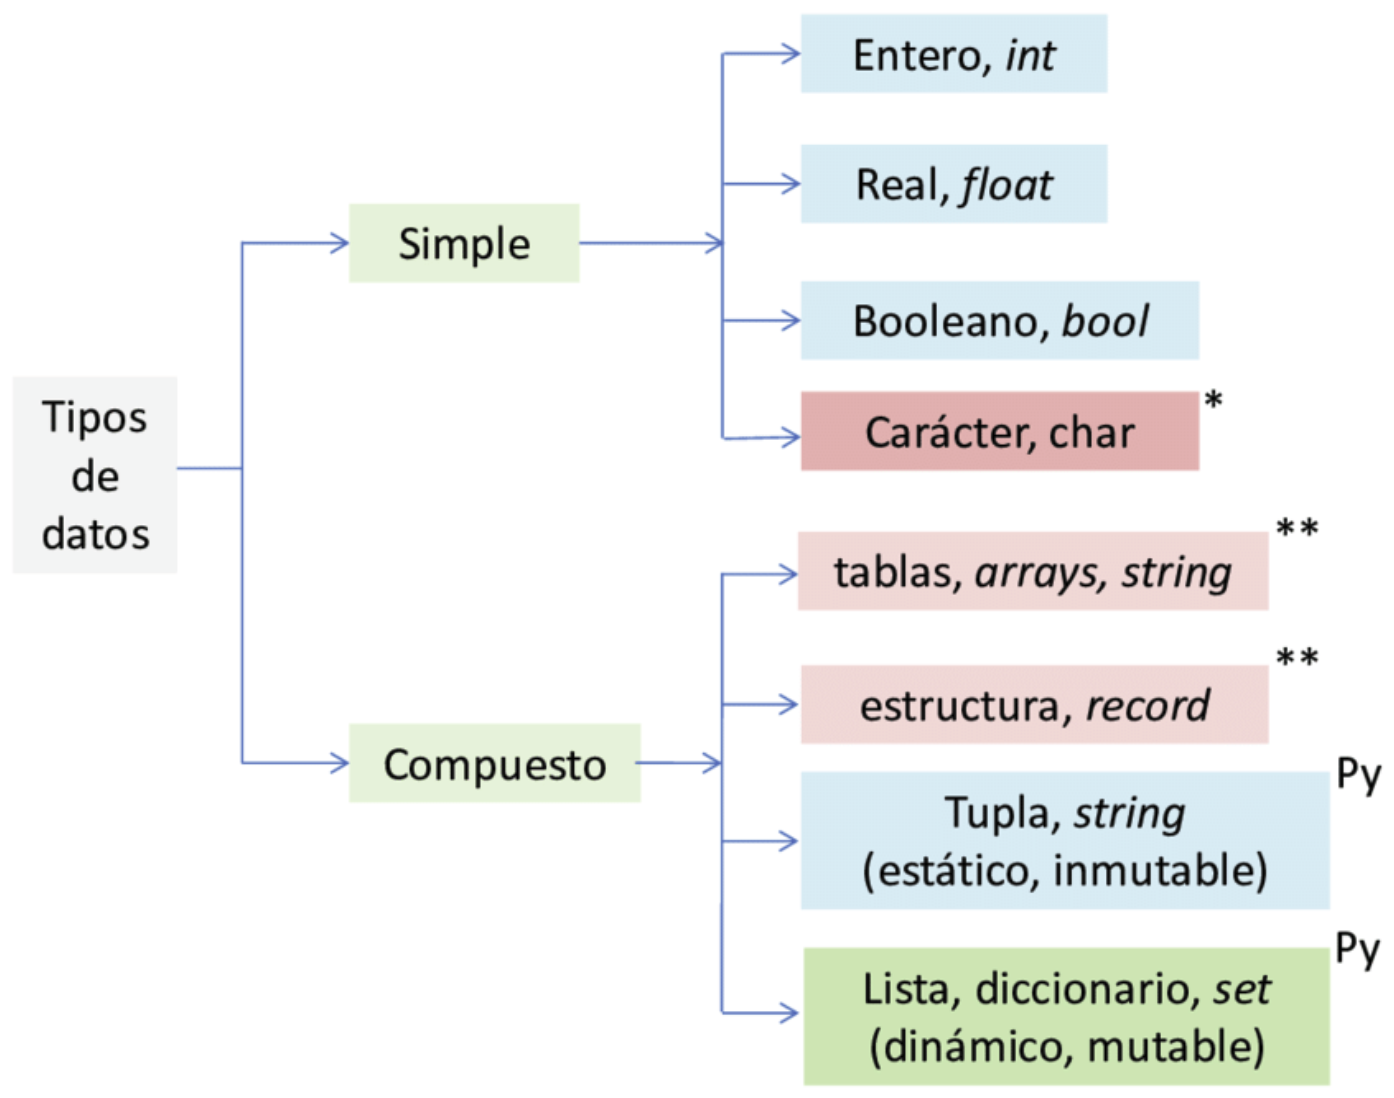 Entero, int
Real, float
Simple
Booleano, bool
Carácter, char *
Tipos
de
datos
tablas, arrays, string **
estructura, record **
Compuesto
Tupla, string
(estático, inmutable)
Py
Lista, diccionario, set
(dinámico, mutable)
Py